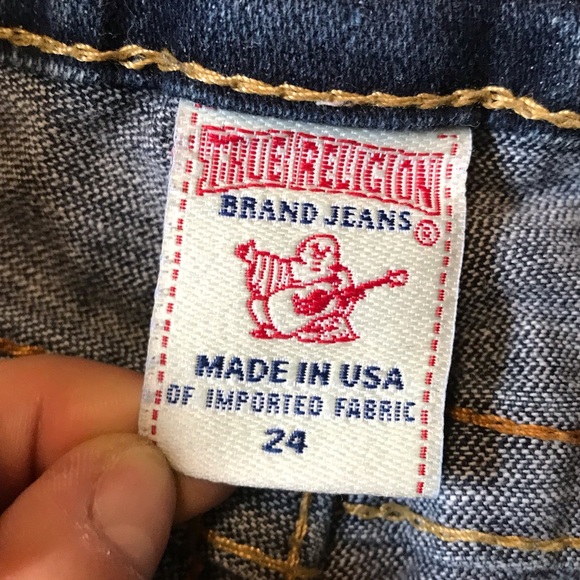 TRUE RELIGION
BRAND JEANS ®
MADE IN USA
OF IMPORTED FABRIC
24